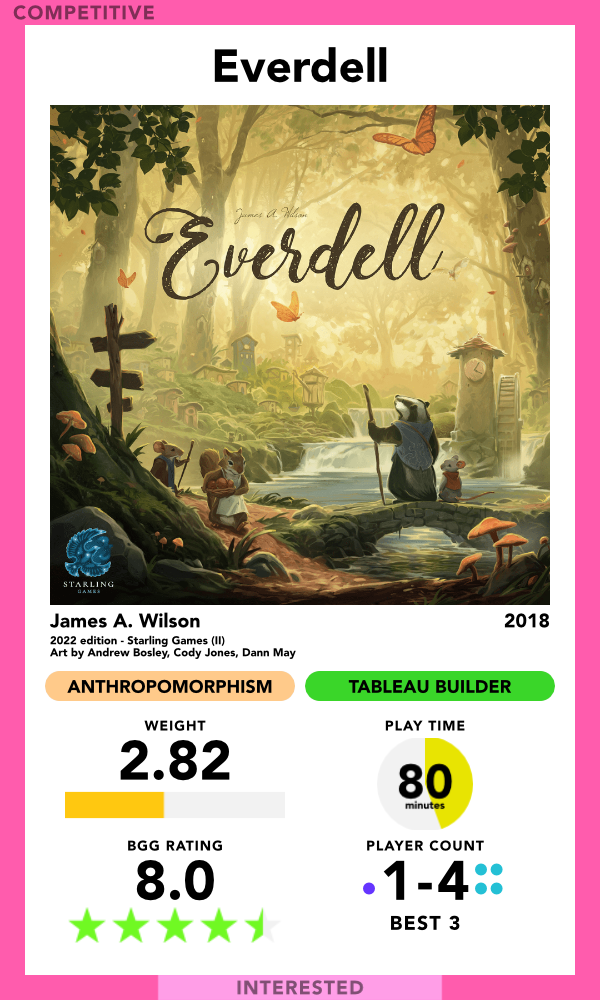 COMPETITIVE
Everdell
James A. Wilson
Everdell
STARLING
GAMES
James A. Wilson 2018
2022 edition - Starling Games (II)
Art by Andrew Bosley, Cody Jones, Dann May
ANTHROPOMORPHISM TABLEAU BUILDER
WEIGHT PLAY TIME
2.82 80
minutes
BGG RATING PLAYER COUNT
8.0 1-4
BEST 3
INTERESTED